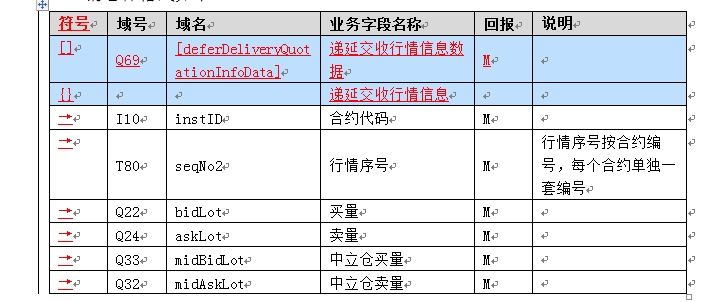 符号 域号 域名 业务字段名称 回报 说明
[] Q69 [deferDeliveryQuotationInfoData] 递延交收行情信息数据 M
{} 递延交收行情信息
→ I10 instID 合约代码 M
→ T80 seqNo2 行情序号 M 行情序号按合约编号，每个合约单独一套编号
→ Q22 bidLot 买量 M
→ Q24 askLot 卖量 M
→ Q33 midBidLot 中立仓买量 M
→ Q32 midAskLot 中立仓卖量 M